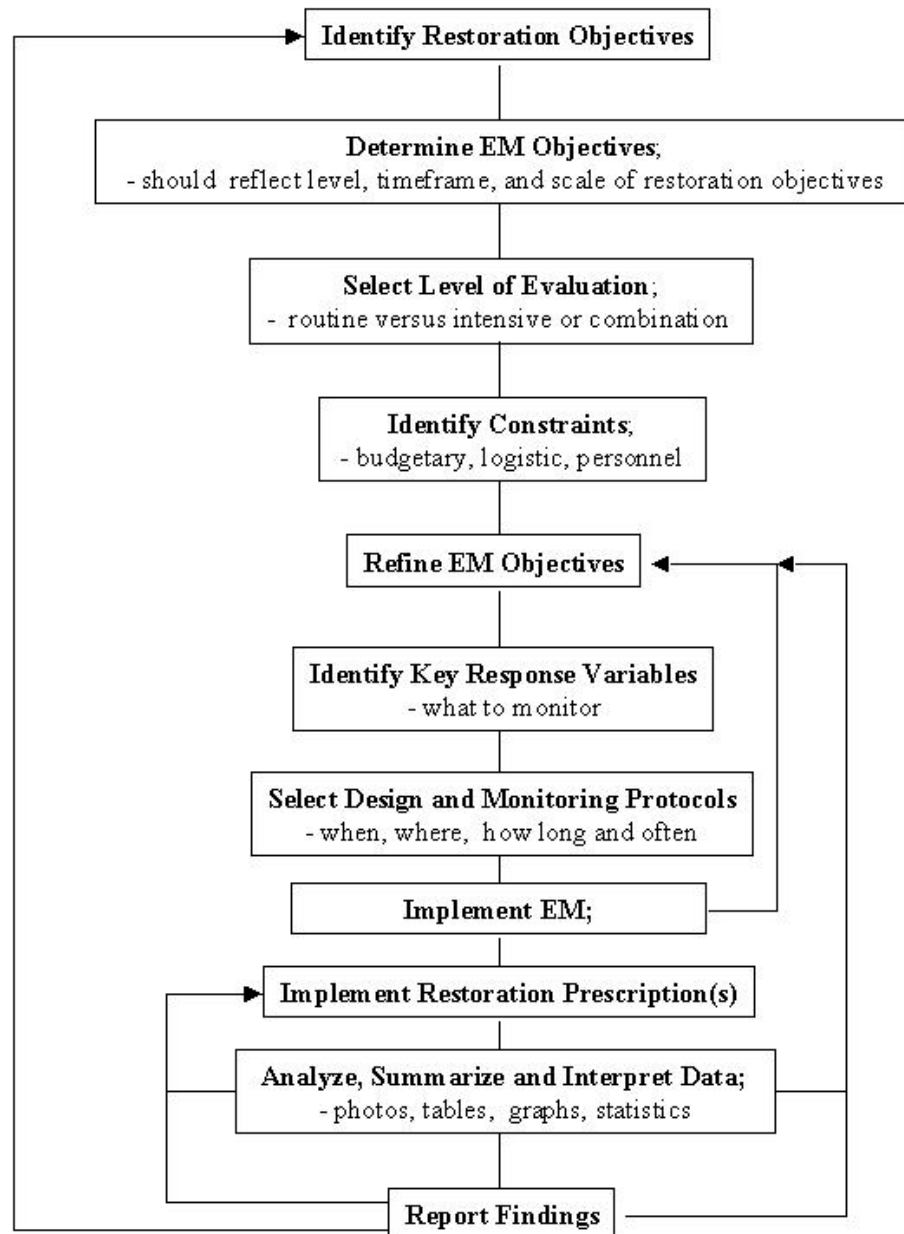 Identify Restoration Objectives
Determine EM Objectives;
- should reflect level, timeframe, and scale of restoration objectives
Select Level of Evaluation;
- routine versus intensive or combination
Identify Constraints;
- budgetary, logistic, personnel
Refine EM Objectives
Identify Key Response Variables
- what to monitor
Select Design and Monitoring Protocols
- when, where, how long and often
Implement EM;
Implement Restoration Prescription(s)
Analyze, Summarize and Interpret Data;
- photos, tables, graphs, statistics
Report Findings